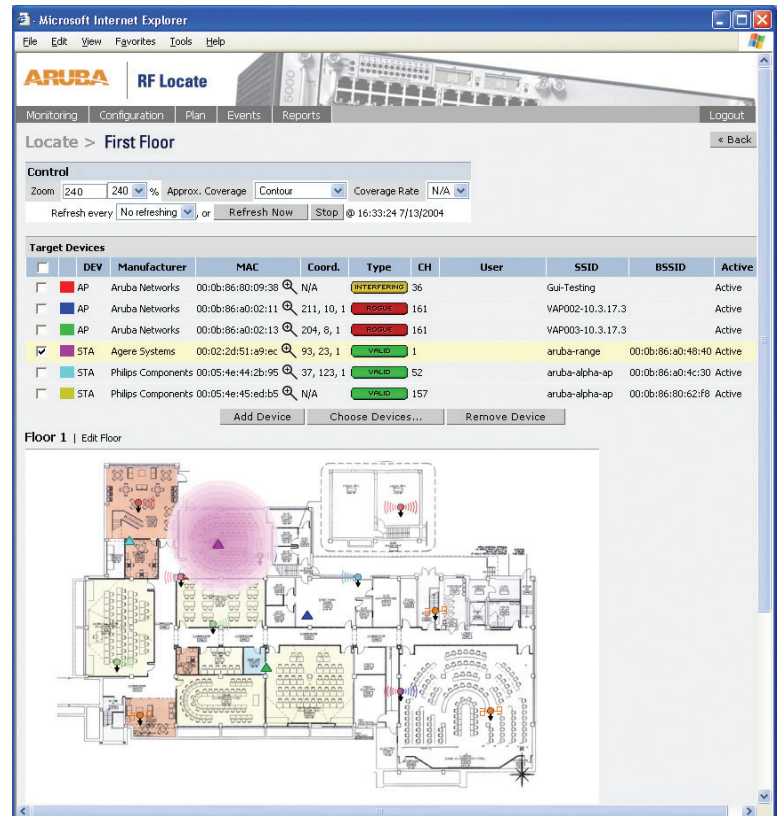 - Microsoft Internet Explorer
File Edit View Favorites Tools Help
ARUBA RF Locate
5000
Monitoring Configuration Plan Events Reports Logout
Locate > First Floor « Back
Control
Zoom 240 240 % Approx. Coverage Contour Coverage Rate N/A
Refresh every No refreshing , or Refresh Now Stop @ 16:33:24 7/13/2004
Target Devices
DEV Manufacturer MAC Coord. Type CH User SSID BSSID Active
AP Aruba Networks 00:0b:86:80:09:38 N/A INTERFERING 36 Gui-Testing Active
AP Aruba Networks 00:0b:86:a0:02:11 211, 10, 1 ROGUE 161 VAP002-10.3.17.3 Active
AP Aruba Networks 00:0b:86:a0:02:13 204, 8, 1 ROGUE 161 VAP003-10.3.17.3 Active
STA Agere Systems 00:02:2d:51:a9:ec 93, 23, 1 VALID 1 aruba-range 00:0b:86:a0:48:40 Active
STA Philips Components 00:05:4e:44:2b:95 37, 123, 1 VALID 52 aruba-alpha-ap 00:0b:86:a0:4c:30 Active
STA Philips Components 00:05:4e:45:ed:b5 N/A VALID 157 aruba-alpha-ap 00:0b:86:80:62:f8 Active
Add Device Choose Devices... Remove Device
Floor 1 | Edit Floor